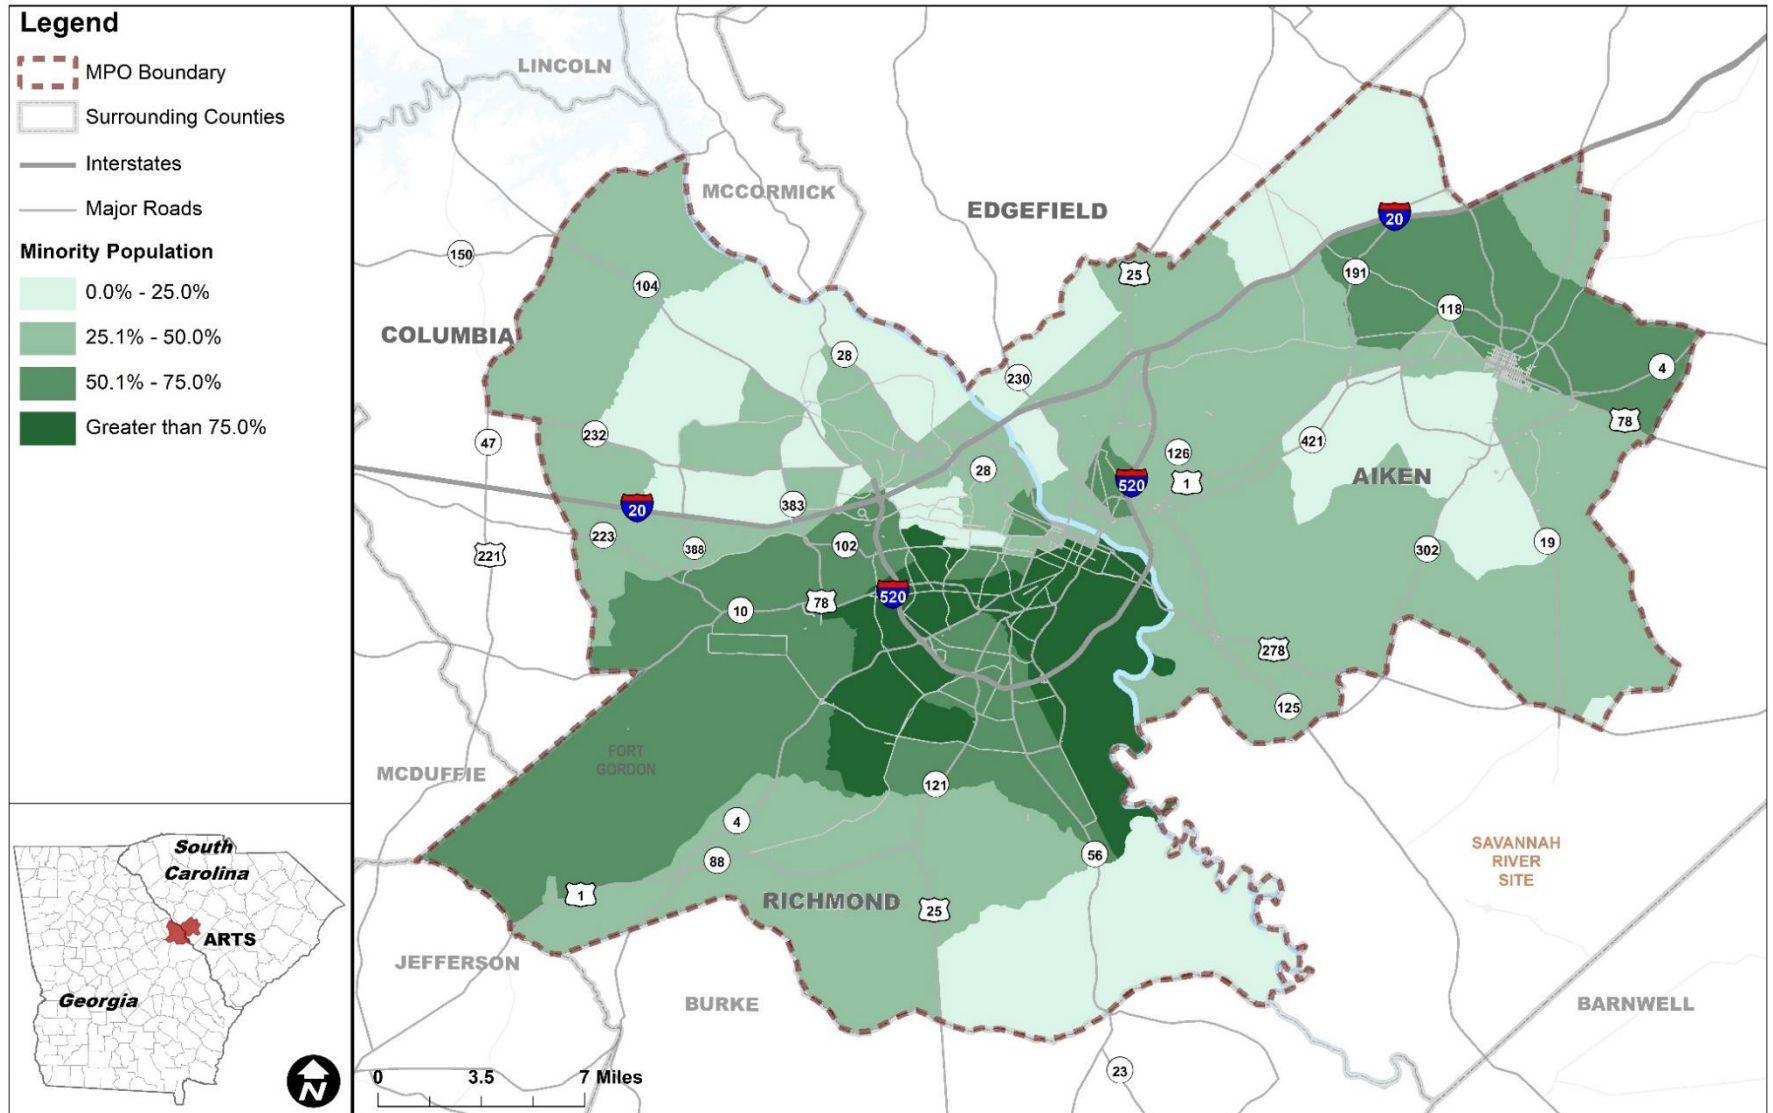 Legend
MPO Boundary
Surrounding Counties
Interstates
Major Roads
Minority Population
0.0% - 25.0%
25.1% - 50.0%
50.1% - 75.0%
Greater than 75.0%
South
Carolina
ARTS
Georgia
N
LINCOLN
MCCORMICK
EDGEFIELD
20
150
25
191
104
118
COLUMBIA
28
4
230
78
232
47
421
126
28
AIKEN
520
1
383
20
223
388
102
221
302
19
520
78
10
278
125
FORT
GORDON
MCDUFFIE
121
4
88
56
SAVANNAH
RIVER
SITE
1
RICHMOND
25
JEFFERSON
BURKE
BARNWELL
23
0 3.5 7 Miles